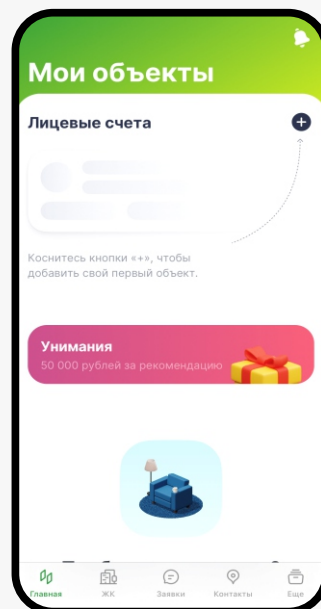 Мои объекты
Лицевые счета
Коснитесь кнопки «+», чтобы
добавить свой первый объект.
Унимания
50 000 рублей за рекомендацию
Главная
ЖК
Заявки
Контакты
Еще